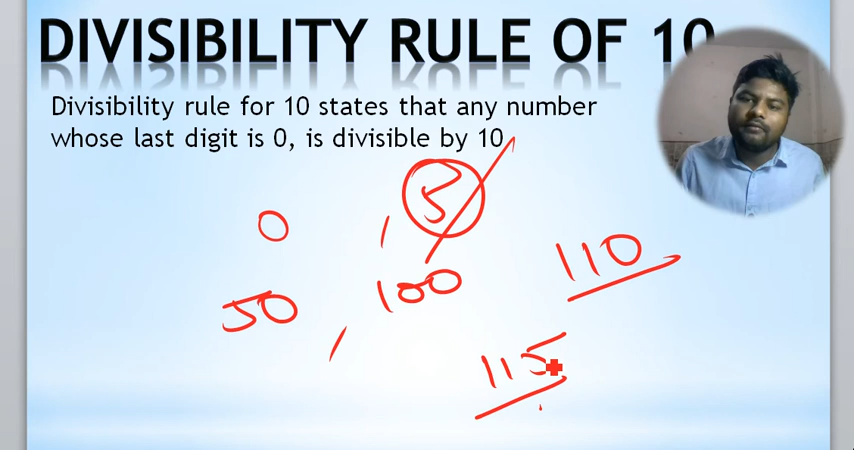 DIVISIBILITY RULE OF 10
Divisibility rule for 10 states that any number
whose last digit is 0, is divisible by 10
0 , 5
50 , 100
110
115